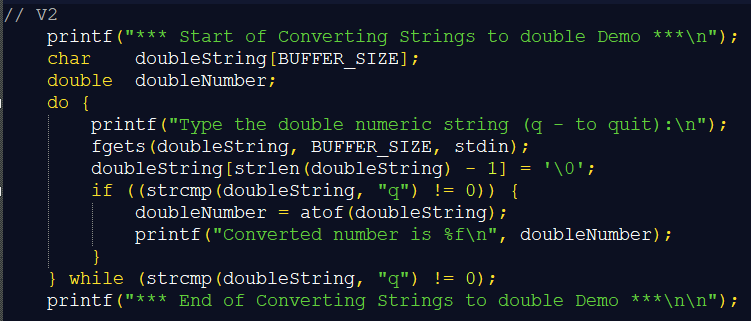 // V2
    printf("*** Start of Converting Strings to double Demo ***\n");
    char    doubleString[BUFFER_SIZE];
    double  doubleNumber;
    do {
        printf("Type the double numeric string (q - to quit):\n");
        fgets(doubleString, BUFFER_SIZE, stdin);
        doubleString[strlen(doubleString) - 1] = '\0';
        if ((strcmp(doubleString, "q") != 0)) {
            doubleNumber = atof(doubleString);
            printf("Converted number is %f\n", doubleNumber);
        }
    } while (strcmp(doubleString, "q") != 0);
    printf("*** End of Converting Strings to double Demo ***\n\n");